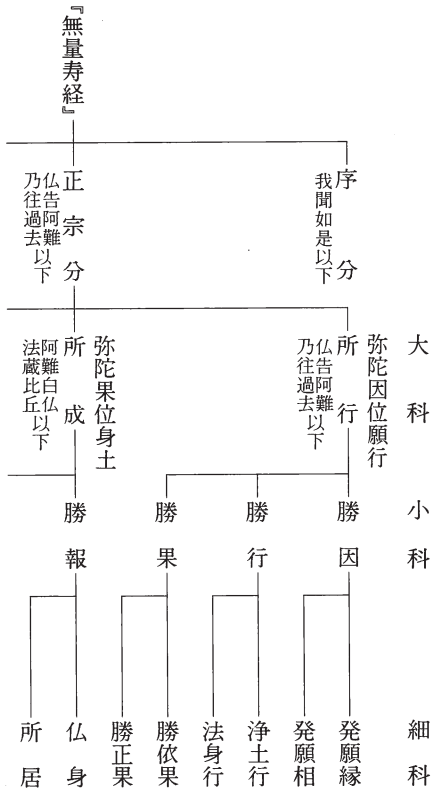 『無量寿経』
序分
我聞如是以下
正宗分
仏告阿難
乃往過去以下
大科
弥陀因位願行
所行
仏告阿難
乃往過去以下
弥陀果位身土
所成
阿難白仏
法蔵比丘以下
小科
勝因
勝行
勝果
勝報
細科
発願縁
発願相
浄土行
法身行
勝依果
勝正果
仏身
所居